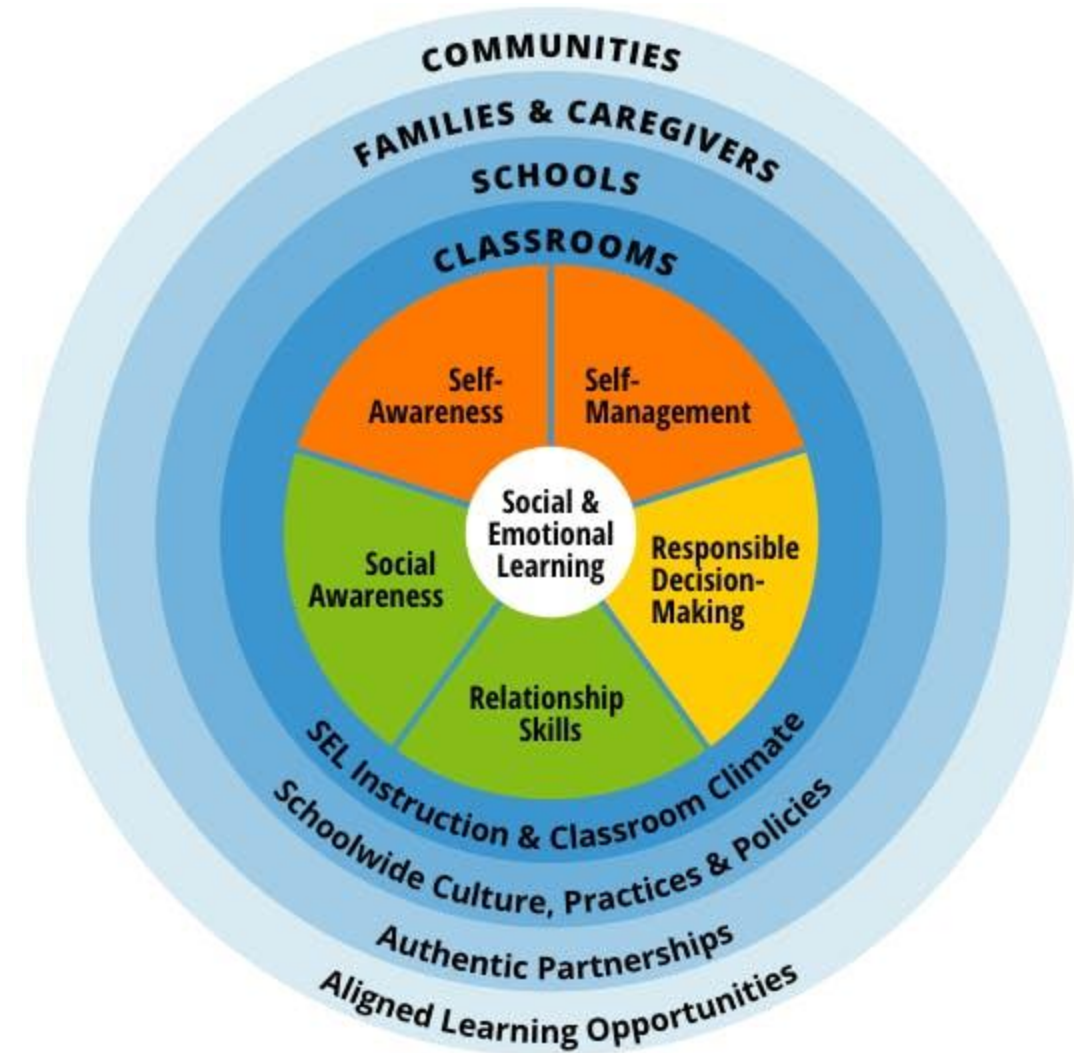 COMMUNITIES
FAMILIES & CAREGIVERS
SCHOOLS
CLASSROOMS
Self-
Awareness
Self-
Management
Social &
Emotional
Learning
Social
Awareness
Responsible
Decision-
Making
Relationship
Skills
SEL Instruction & Classroom Climate
Schoolwide Culture, Practices & Policies
Authentic Partnerships
Aligned Learning Opportunities